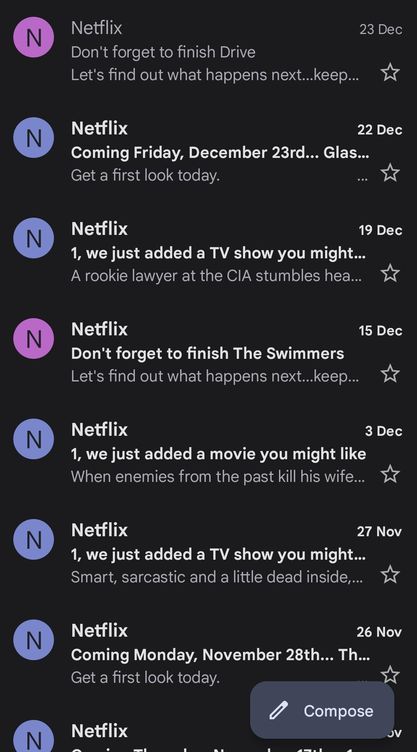 N
Netflix
23 Dec
Don't forget to finish Drive
Let's find out what happens next...keep...
N
Netflix
22 Dec
Coming Friday, December 23rd... Glas...
Get a first look today. ...
N
Netflix
19 Dec
1, we just added a TV show you might...
A rookie lawyer at the CIA stumbles hea...
N
Netflix
15 Dec
Don't forget to finish The Swimmers
Let's find out what happens next...keep...
N
Netflix
3 Dec
1, we just added a movie you might like
When enemies from the past kill his wife...
N
Netflix
27 Nov
1, we just added a TV show you might...
Smart, sarcastic and a little dead inside,...
N
Netflix
26 Nov
Coming Monday, November 28th... Th...
Get a first look today.
Compose
N
Netflix